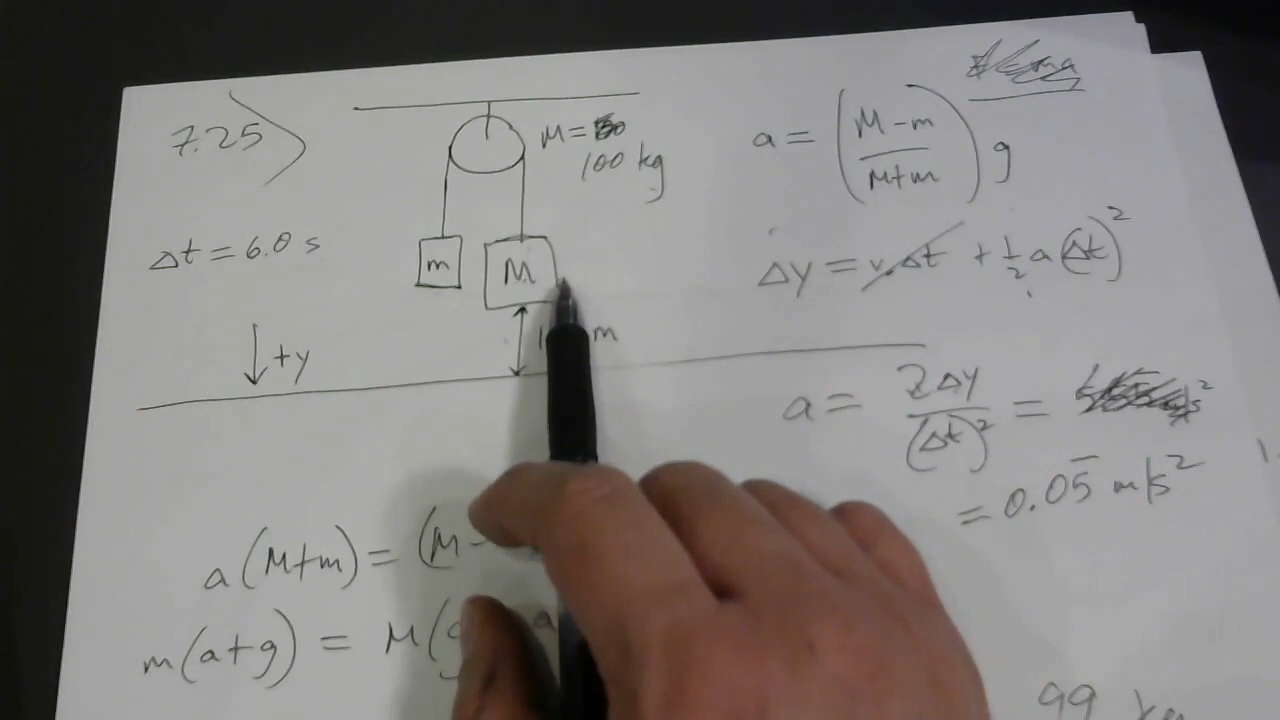 7.25
M =
100 kg
Δt = 6.0 s
m
M
m
+y
a = (M-m / M+m) g
Δy = v₀Δt + 1/2 a (Δt)²
a = 2Δy / (Δt)² =
= 0.05̅ m/s²
a(M+m) = (M-
m(a+g) = M(g
99